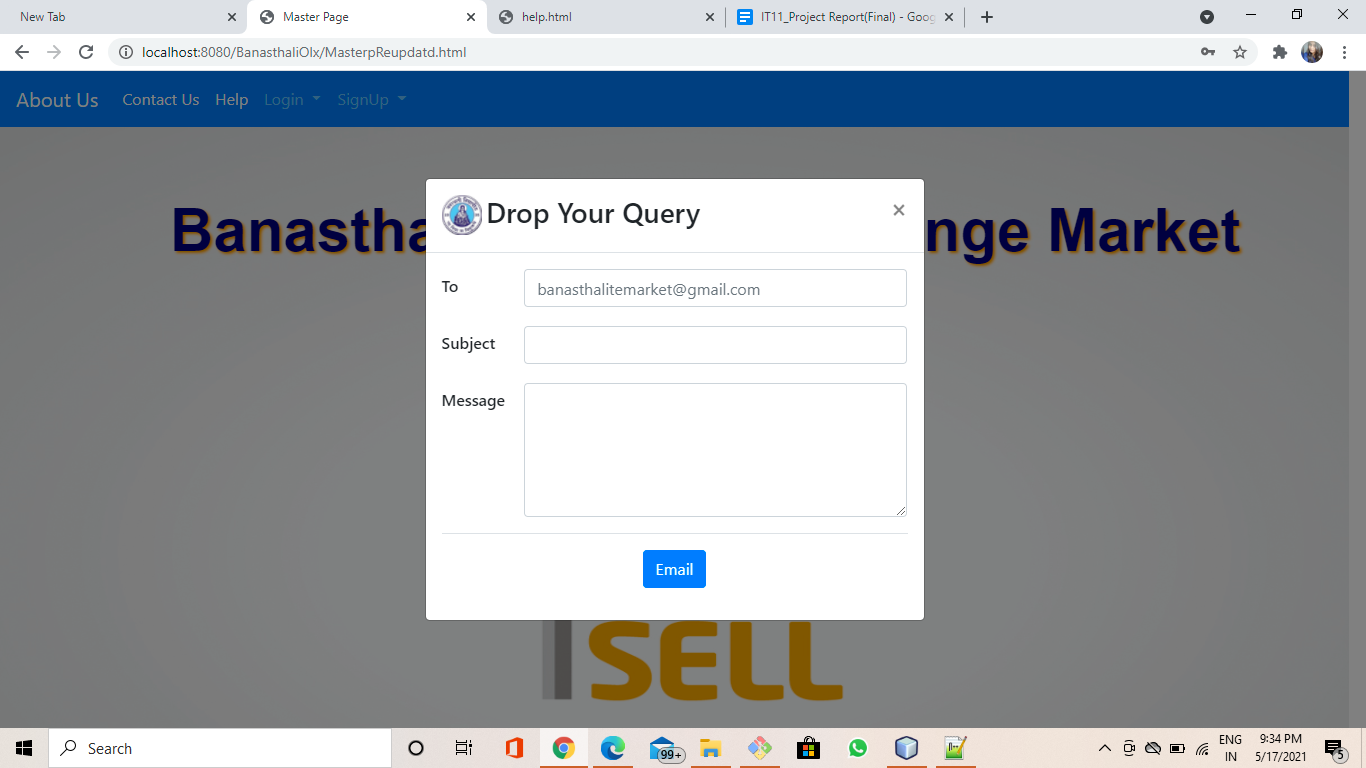 New Tab
Master Page
help.html
IT11_Project Report(Final) - Goog
localhost:8080/BanasthaliOlx/MasterpReupdatd.html
About Us
Contact Us
Help
Login
SignUp
Banastha
nge Market
Drop Your Query
×
To
banasthalitemarket@gmail.com
Subject
Message
Email
SELL
Search
99+
ENG
IN
9:34 PM
5/17/2021
5